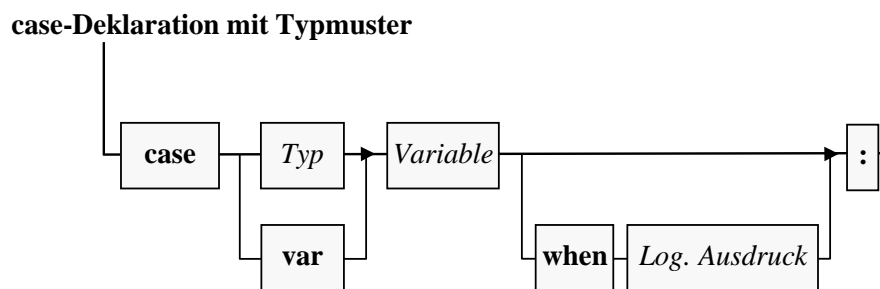 case-Deklaration mit Typmuster
case Typ Variable :
var when Log. Ausdruck